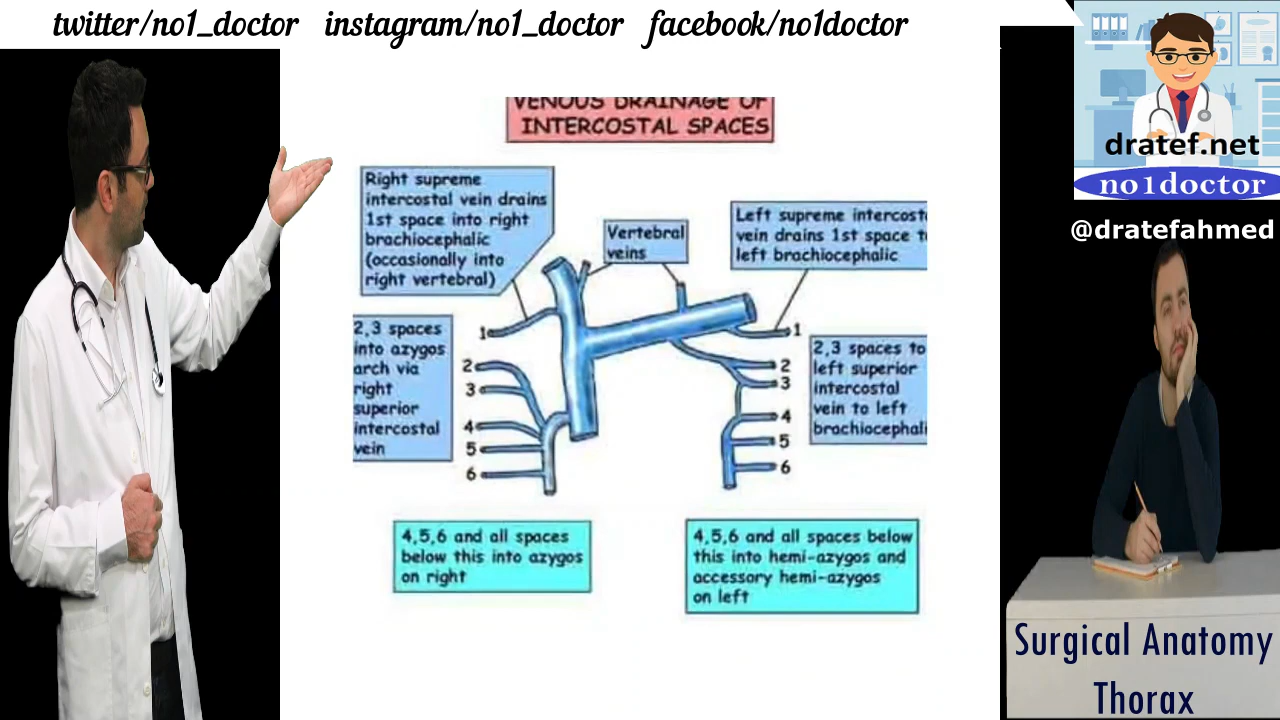 twitter/no1_doctor instagram/no1_doctor facebook/no1doctor
dratef.net
no1doctor
@dratefahmed
VENOUS DRAINAGE OF
INTERCOSTAL SPACES
Right supreme
intercostal vein drains
1st space into right
brachiocephalic
(occasionally into
right vertebral)
Vertebral
veins
Left supreme intercost
vein drains 1st space t
left brachiocephalic
2,3 spaces
into azygos
arch via
right
superior
intercostal
vein
1
2
3
4
5
6
1
2
3
4
5
6
2,3 spaces to
left superior
intercostal
vein to left
brachiocephali
4,5,6 and all spaces
below this into azygos
on right
4,5,6 and all spaces below
this into hemi-azygos and
accessory hemi-azygos
on left
Surgical Anatomy
Thorax